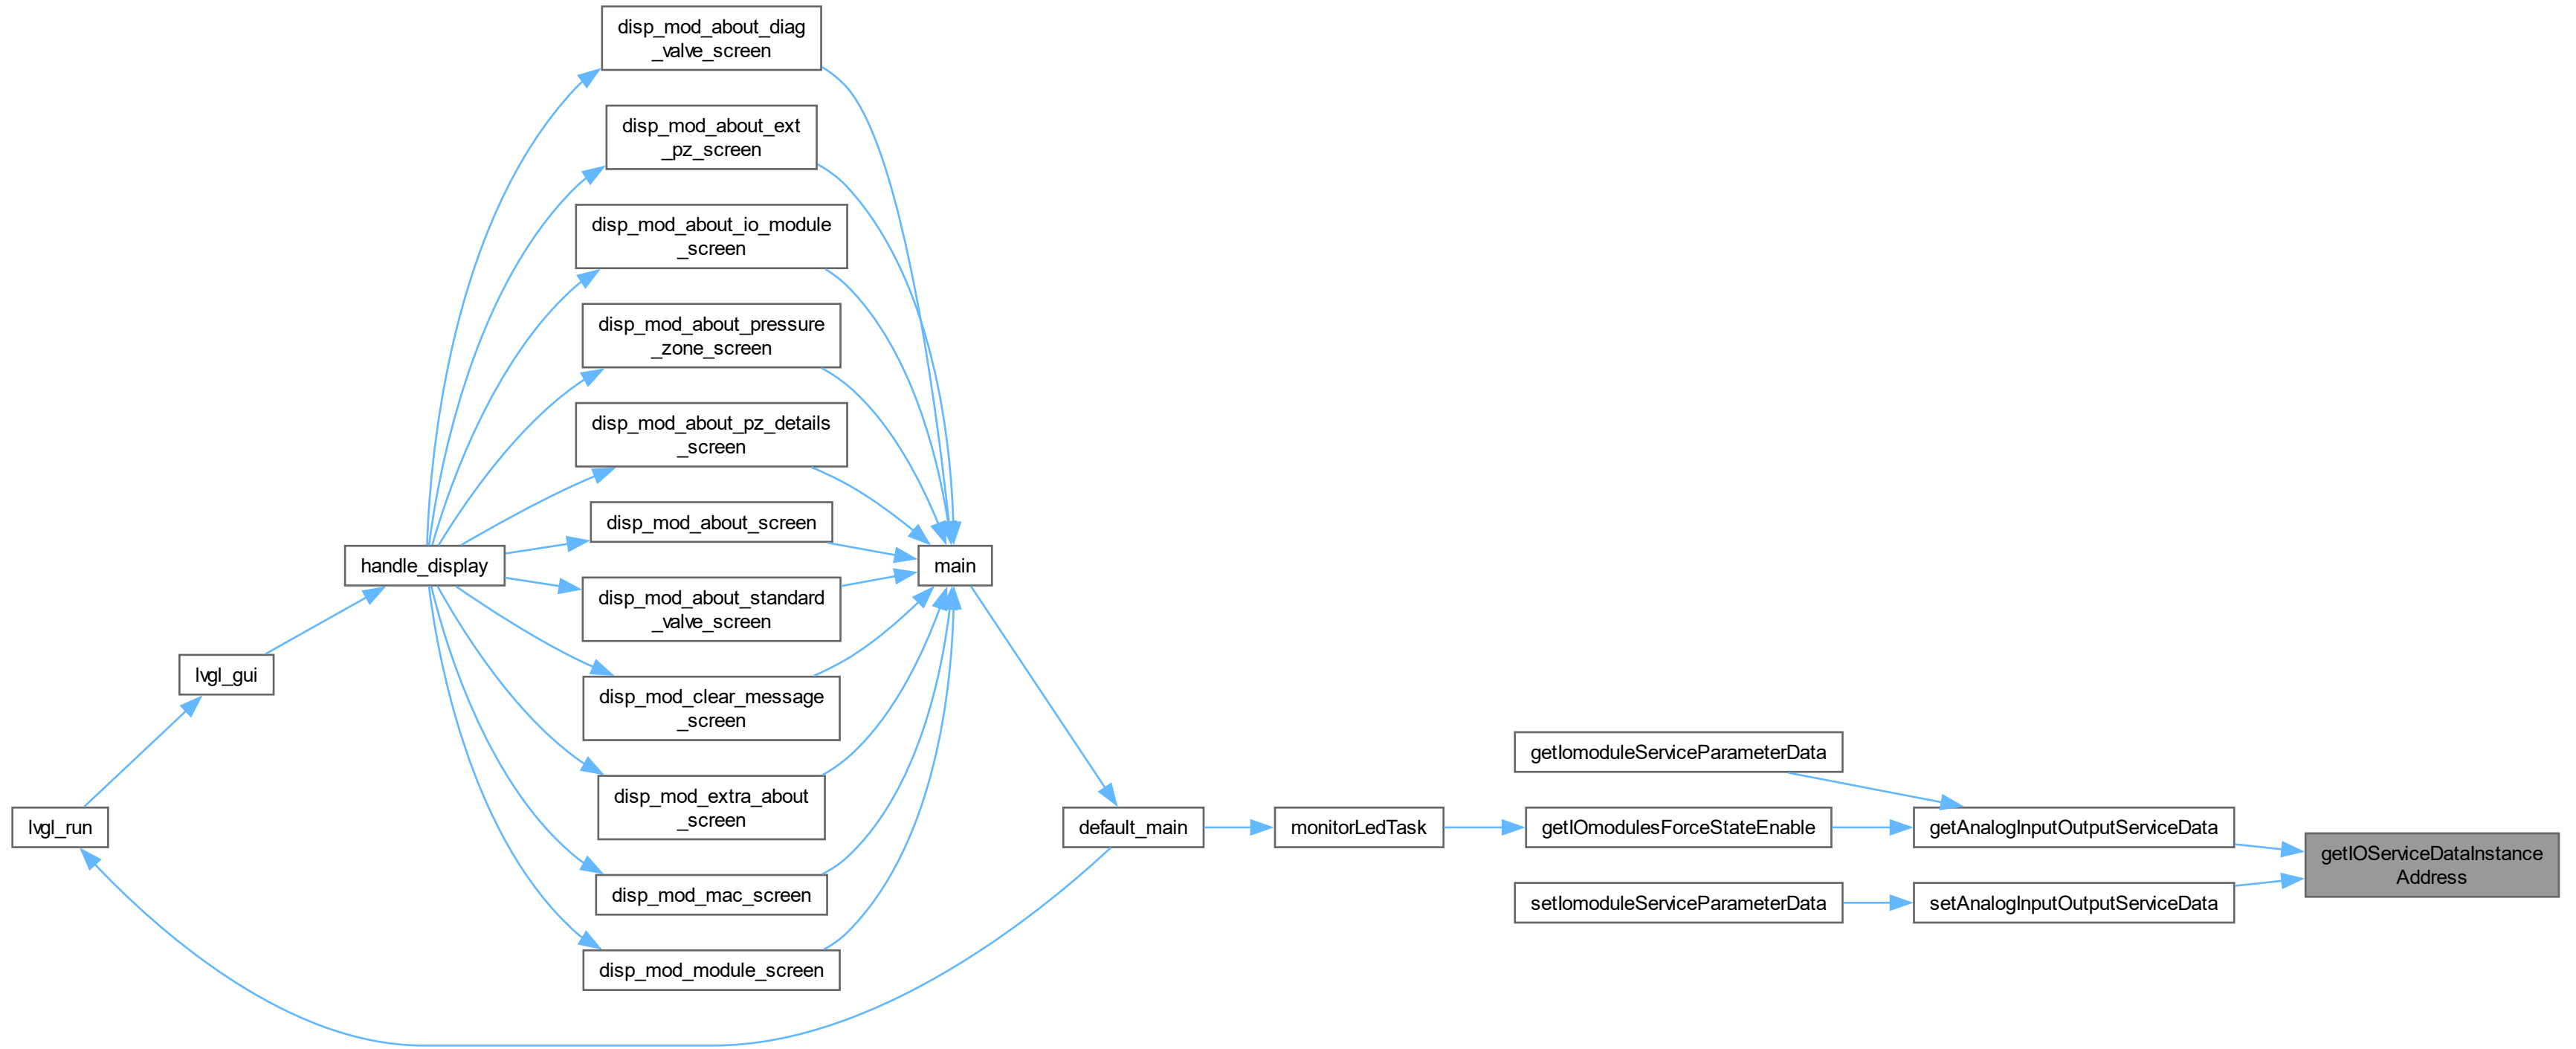 disp_mod_about_diag
_valve_screen
disp_mod_about_ext
_pz_screen
disp_mod_about_io_module
_screen
disp_mod_about_pressure
_zone_screen
disp_mod_about_pz_details
_screen
disp_mod_about_screen
handle_display
main
disp_mod_about_standard
_valve_screen
lvgl_gui
disp_mod_clear_message
_screen
getIomoduleServiceParameterData
disp_mod_extra_about
_screen
lvgl_run
default_main
monitorLedTask
getIOmodulesForceStateEnable
getAnalogInputOutputServiceData
getIOServiceDataInstance
Address
disp_mod_mac_screen
setIomoduleServiceParameterData
setAnalogInputOutputServiceData
disp_mod_module_screen